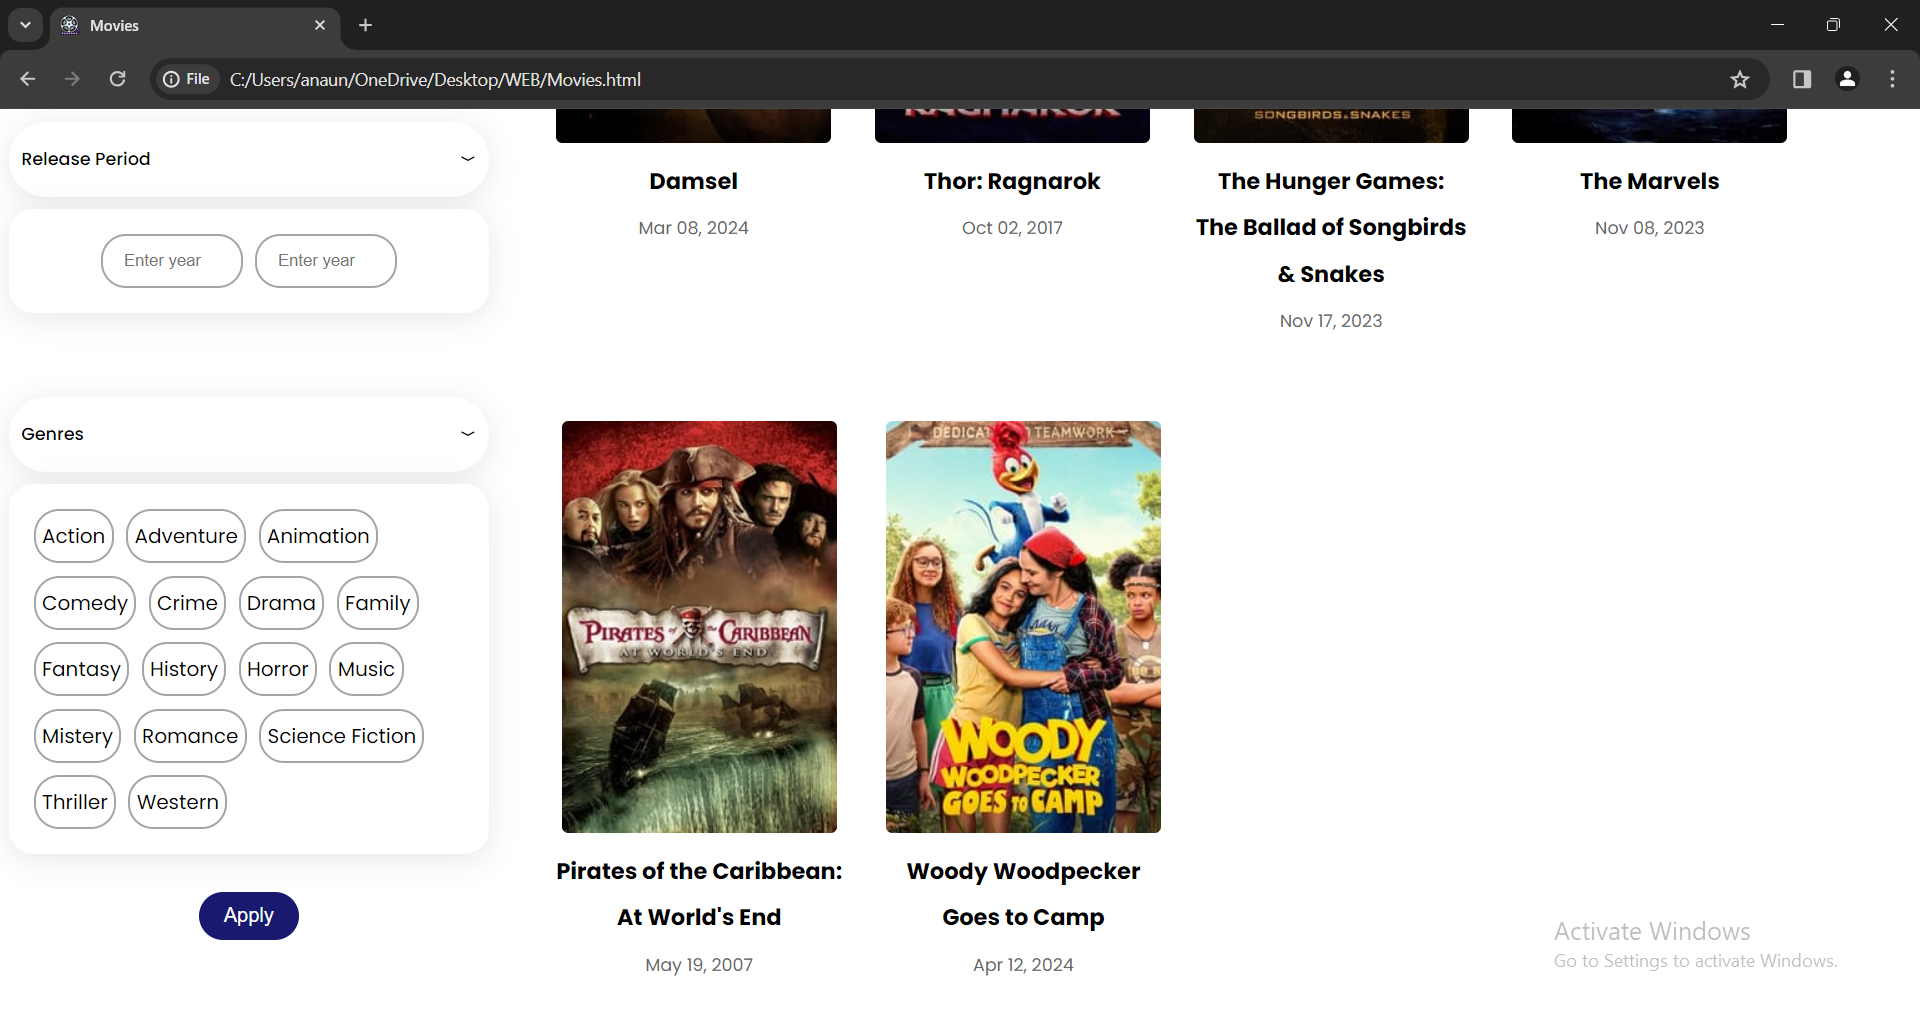 Movies
File
C:/Users/anaun/OneDrive/Desktop/WEB/Movies.html
Release Period
Enter year
Enter year
Genres
Action
Adventure
Animation
Comedy
Crime
Drama
Family
Fantasy
History
Horror
Music
Mistery
Romance
Science Fiction
Thriller
Western
Apply
RAGNAROK
SONGBIRDS & SNAKES
Damsel
Mar 08, 2024
Thor: Ragnarok
Oct 02, 2017
The Hunger Games:
The Ballad of Songbirds
& Snakes
Nov 17, 2023
The Marvels
Nov 08, 2023
PIRATES of the CARIBBEAN
AT WORLD'S END
Pirates of the Caribbean:
At World's End
May 19, 2007
TEAMWORK
WOODY
WOODPECKER
GOES TO CAMP
Woody Woodpecker
Goes to Camp
Apr 12, 2024
Activate Windows
Go to Settings to activate Windows.